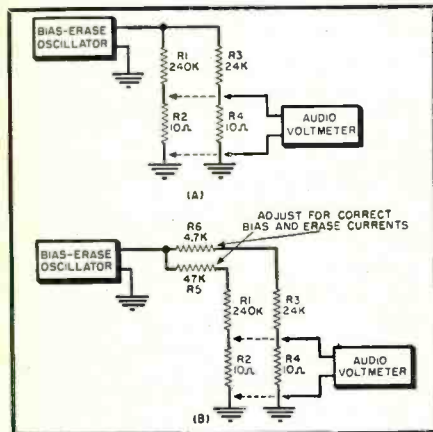 BIAS-ERASE
OSCILLATOR
R1
240K
R3
24K
R2
10Ω
R4
10Ω
AUDIO
VOLTMETER
(A)
R6
4.7K
ADJUST FOR CORRECT
BIAS AND ERASE CURRENTS
BIAS-ERASE
OSCILLATOR
47K
R5
R1
240K
R3
24K
R2
10Ω
R4
10Ω
AUDIO
VOLTMETER
(B)